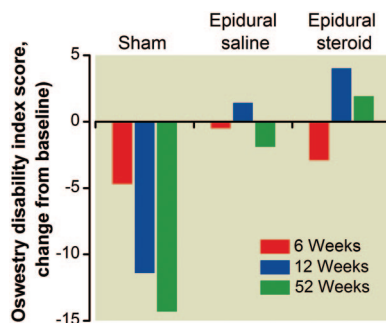 Sham
Epidural
saline
Epidural
steroid
Oswestry disability index score,
change from baseline)
5
0
-5
-10
-15
6 Weeks
12 Weeks
52 Weeks